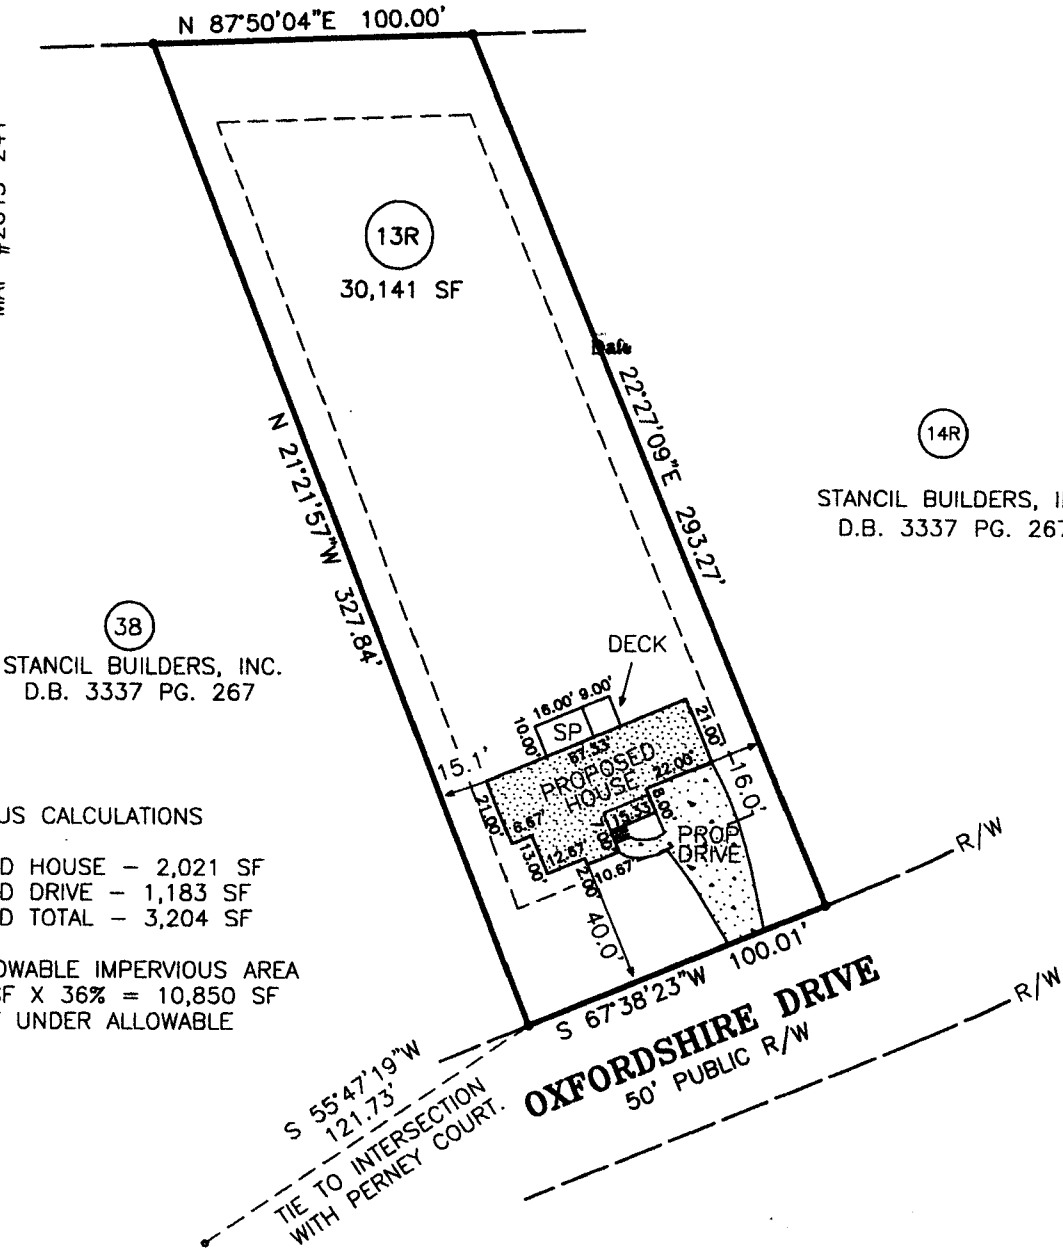 N 87°50'04"E 100.00'
13R
30,141 SF
Date
22°27'09"E 293.27'
N 21°21'57"W 327.84'
14R
STANCIL BUILDERS,
D.B. 3337 PG. 267
38
STANCIL BUILDERS, INC.
D.B. 3337 PG. 267
DECK
16.00' 9.00'
10.00'
SP
67.33'
21.00'
15.1'
PROPOSED
HOUSE
22.00'
16.0'
21.00'
6.67'
15.33'
8.00'
13.00'
12.67'
2.00'
10.67'
PROP
DRIVE
40.0'
US CALCULATIONS
D HOUSE – 2,021 SF
D DRIVE – 1,183 SF
D TOTAL – 3,204 SF
OWABLE IMPERVIOUS AREA
SF X 36% = 10,850 SF
UNDER ALLOWABLE
R/W
S 67°38'23"W 100.01'
OXFORDSHIRE DRIVE
50' PUBLIC R/W
R/W
S 55°47'19"W
121.73'
TIE TO INTERSECTION
WITH PERNEY COURT.